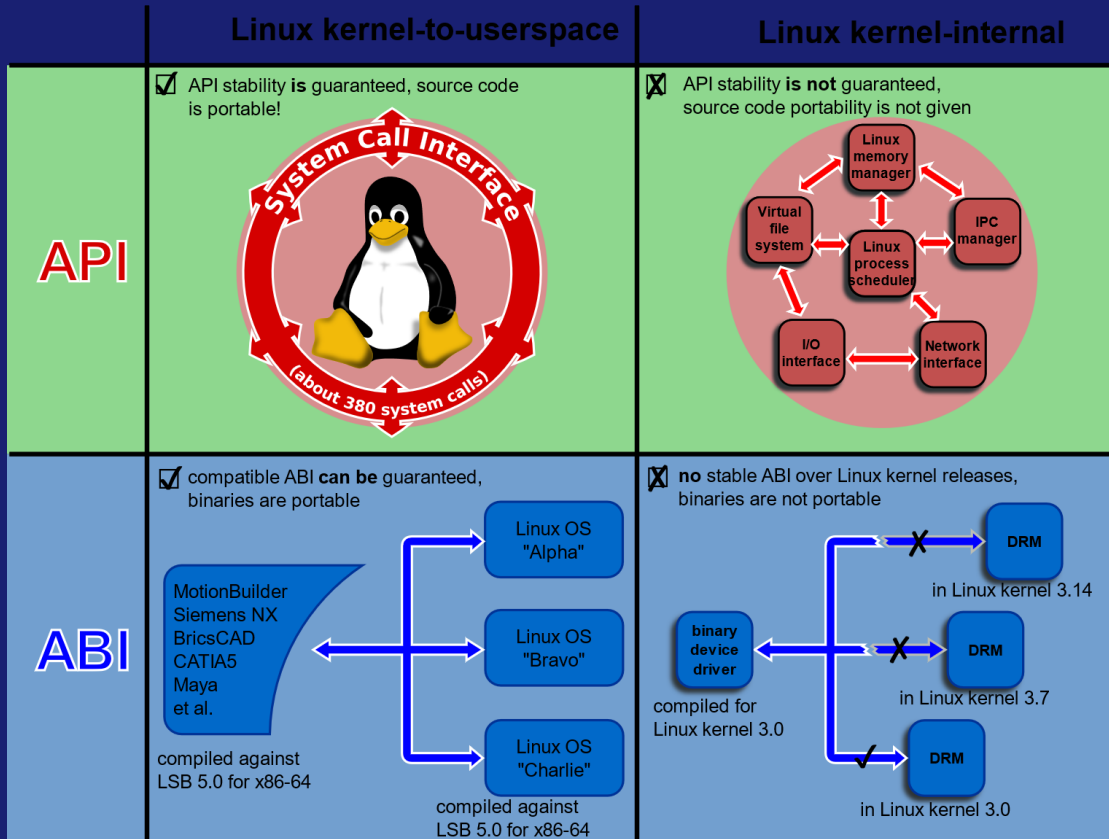 Linux kernel-to-userspace
Linux kernel-internal
API
API stability is guaranteed, source code
is portable!
System Call Interface
(about 380 system calls)
API stability is not guaranteed,
source code portability is not given
Linux
memory
manager
Virtual
file
system
IPC
manager
Linux
process
scheduler
I/O
interface
Network
interface
ABI
compatible ABI can be guaranteed,
binaries are portable
MotionBuilder
Siemens NX
BricsCAD
CATIA5
Maya
et al.
compiled against
LSB 5.0 for x86-64
Linux OS
"Alpha"
Linux OS
"Bravo"
Linux OS
"Charlie"
compiled against
LSB 5.0 for x86-64
no stable ABI over Linux kernel releases,
binaries are not portable
binary
device
driver
compiled for
Linux kernel 3.0
DRM
in Linux kernel 3.14
DRM
in Linux kernel 3.7
DRM
in Linux kernel 3.0